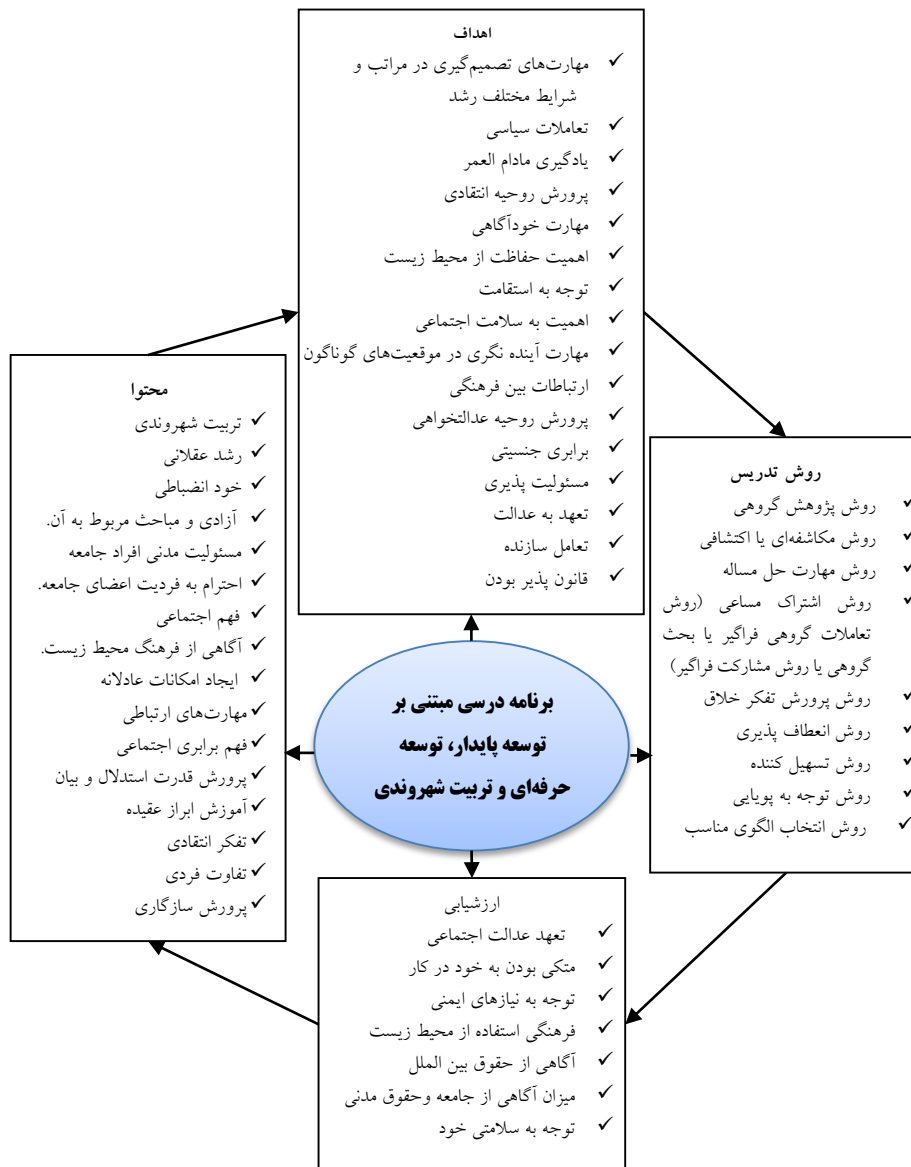 اهداف
✓ مهارت‌های تصمیم‌گیری در مراتب و
شرایط مختلف رشد
✓ تعاملات سیاسی
✓ یادگیری مادام العمر
✓ پرورش روحیه انتقادی
✓ مهارت خودآگاهی
✓ اهمیت حفاظت از محیط زیست
✓ توجه به استقامت
✓ اهمیت به سلامت اجتماعی
✓ مهارت آینده نگری در موقعیت‌های گوناگون
✓ ارتباطات بین فرهنگی
✓ پرورش روحیه عدالتخواهی
✓ برابری جنسیتی
✓ مسئولیت پذیری
✓ تعهد به عدالت
✓ تعامل سازنده
✓ قانون پذیر بودن
روش تدریس
✓ روش پژوهش گروهی
✓ روش مکاشفه‌ای یا اکتشافی
✓ روش مهارت حل مساله
✓ روش اشتراک مساعی (روش
تعاملات گروهی فراگیر یا بحث
گروهی یا روش مشارکت فراگیر)
✓ روش پرورش تفکر خلاق
✓ روش انعطاف پذیری
✓ روش تسهیل کننده
✓ روش توجه به پویایی
✓ روش انتخاب الگوی مناسب
محتوا
✓ تربیت شهروندی
✓ رشد عقلانی
✓ خود انضباطی
✓ آزادی و مباحث مربوط به آن.
✓ مسئولیت مدنی افراد جامعه
✓ احترام به فردیت اعضای جامعه.
✓ فهم اجتماعی
✓ آگاهی از فرهنگ محیط زیست.
✓ ایجاد امکانات عادلانه
✓ مهارت‌های ارتباطی
✓ فهم برابری اجتماعی
✓ پرورش قدرت استدلال و بیان
✓ آموزش ابراز عقیده
✓ تفکر انتقادی
✓ تفاوت فردی
✓ پرورش سازگاری
برنامه درسی مبتنی بر
توسعه پایدار، توسعه
حرفه‌ای و تربیت شهروندی
ارزشیابی
✓ تعهد عدالت اجتماعی
✓ متکی بودن به خود در کار
✓ توجه به نیازهای ایمنی
✓ فرهنگی استفاده از محیط زیست
✓ آگاهی از حقوق بین الملل
✓ میزان آگاهی از جامعه وحقوق مدنی
✓ توجه به سلامتی خود